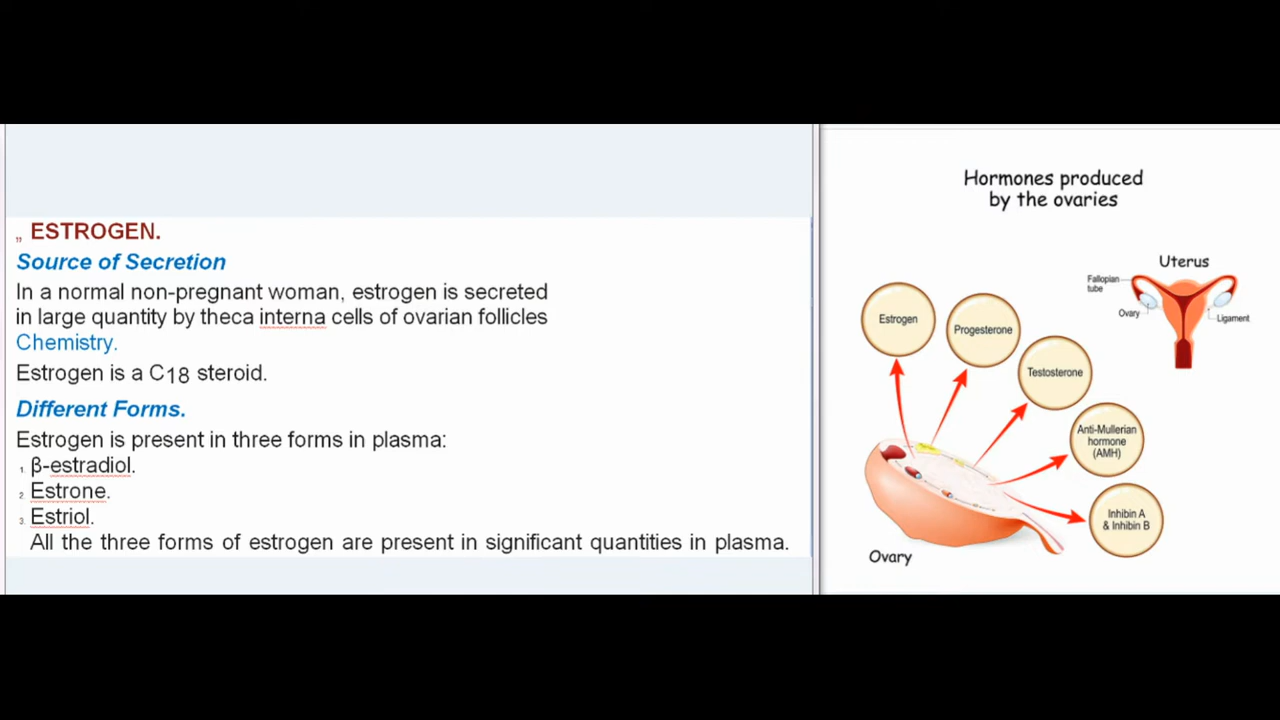 „ ESTROGEN.
Source of Secretion
In a normal non-pregnant woman, estrogen is secreted
in large quantity by theca interna cells of ovarian follicles
Chemistry.
Estrogen is a C18 steroid.
Different Forms.
Estrogen is present in three forms in plasma:
1. β-estradiol.
2. Estrone.
3. Estriol.
All the three forms of estrogen are present in significant quantities in plasma.
Hormones produced
by the ovaries
Uterus
Fallopian
tube
Ovary
Ligament
Estrogen
Progesterone
Testosterone
Anti-Mullerian
hormone
(AMH)
Inhibin A
& Inhibin B
Ovary